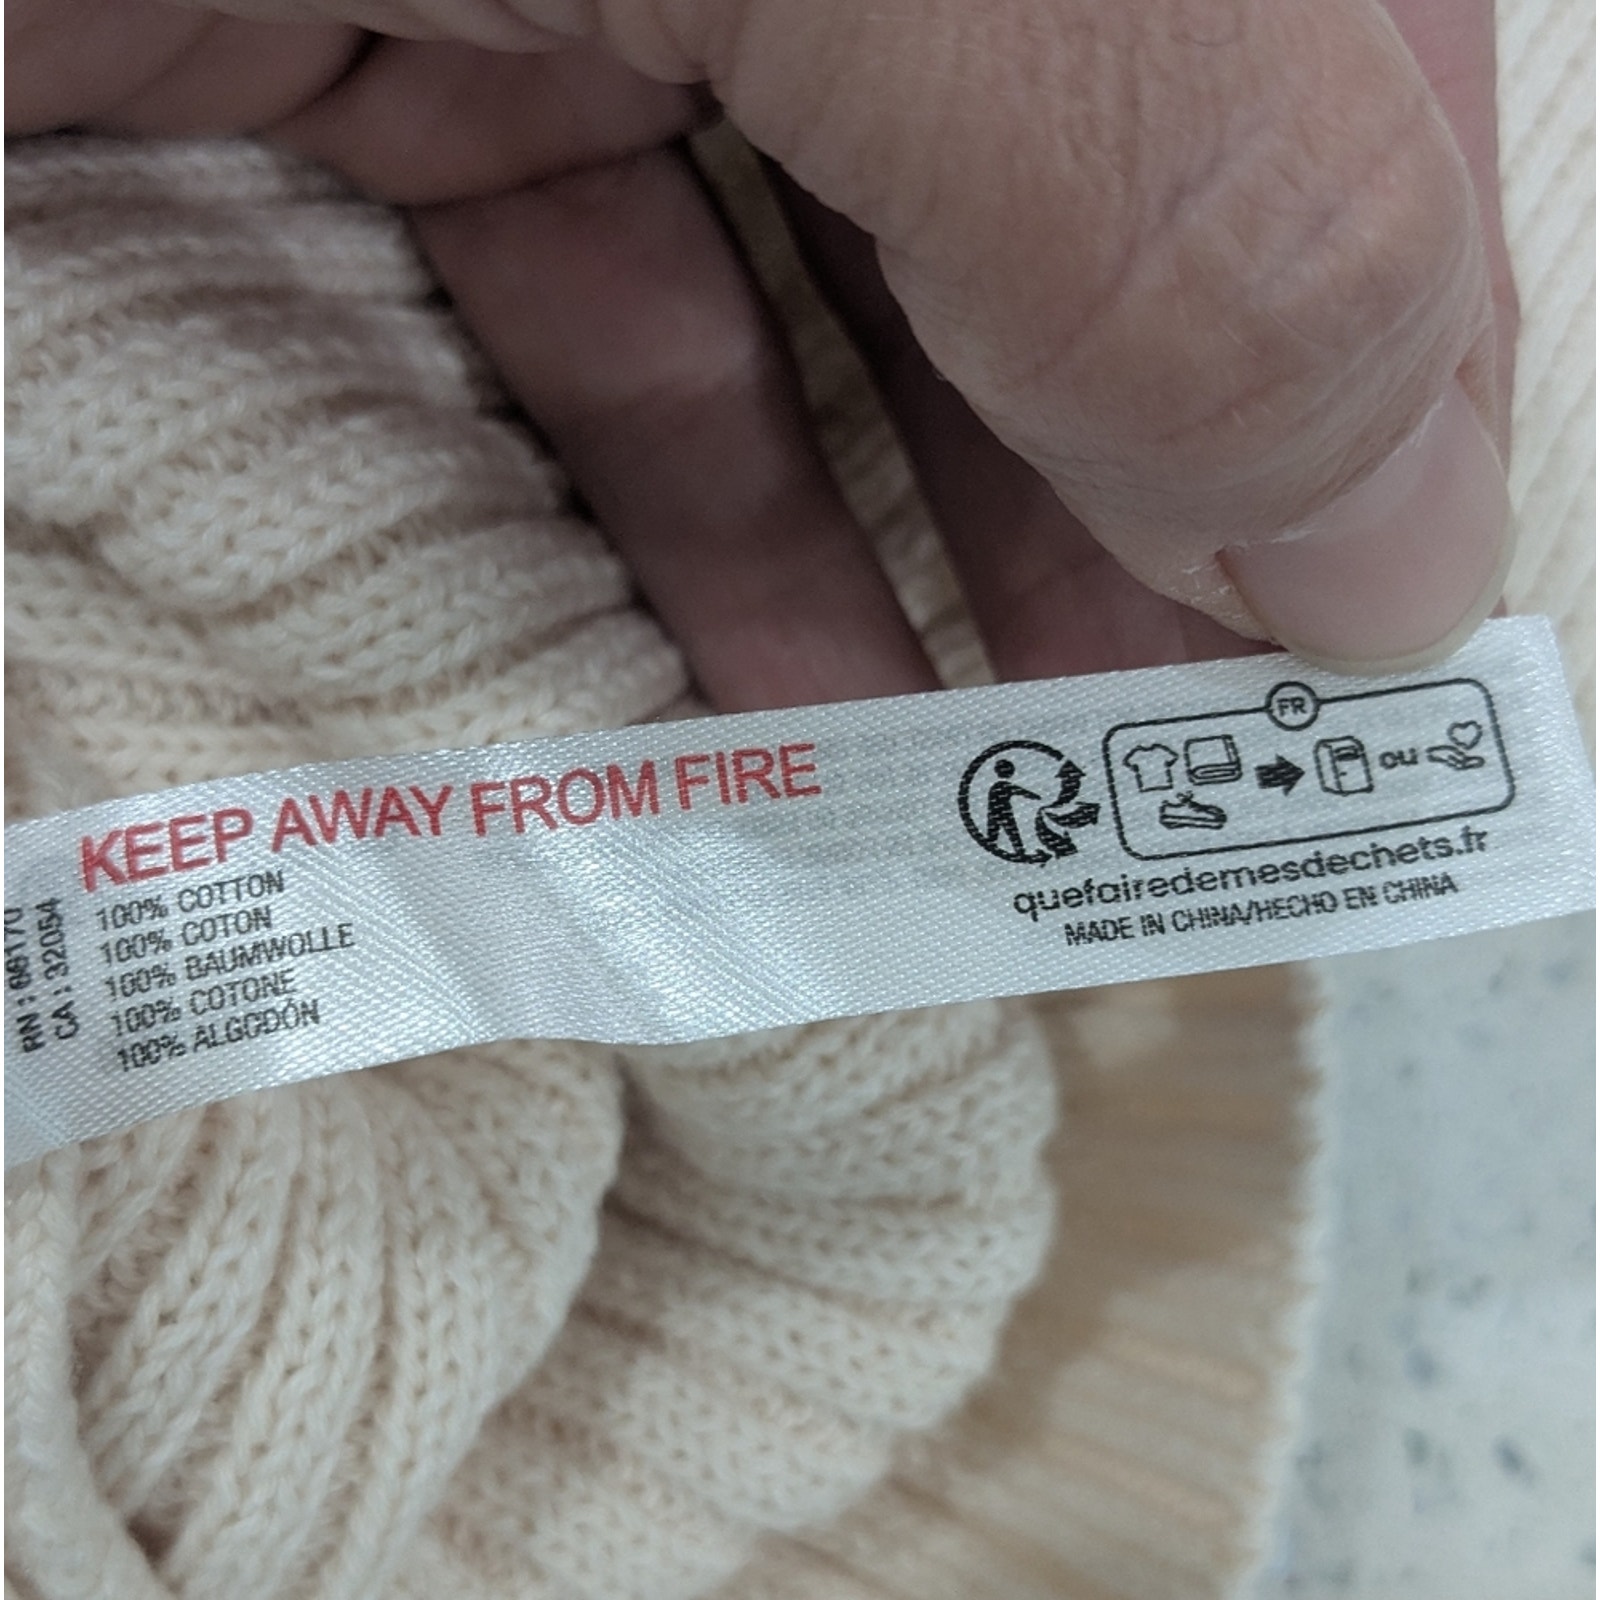 KEEP AWAY FROM FIRE
100% COTTON
100% COTON
100% BAUMWOLLE
100% COTONE
100% ALGODÓN
CA : 32054
FR
ou
quefairedemesdechets.fr
MADE IN CHINA/HECHO EN CHINA